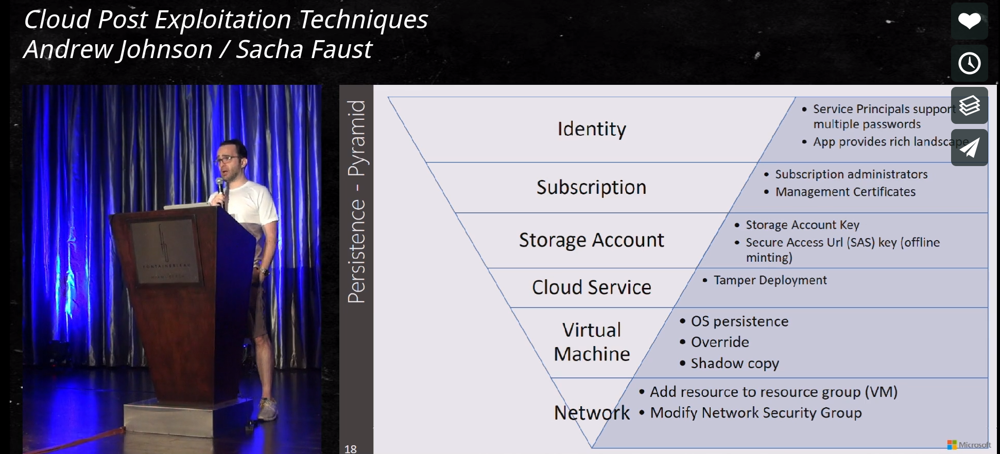 Cloud Post Exploitation Techniques
Andrew Johnson / Sacha Faust
FONTAINEBLEAU
MIAMI BEACH
Persistence - Pyramid
18
Identity
• Service Principals support
multiple passwords
• App provides rich landscape
Subscription
• Subscription administrators
• Management Certificates
Storage Account
• Storage Account Key
• Secure Access Url (SAS) key (offline
minting)
Cloud Service
• Tamper Deployment
Virtual
Machine
• OS persistence
• Override
• Shadow copy
Network
• Add resource to resource group (VM)
• Modify Network Security Group
Microsoft